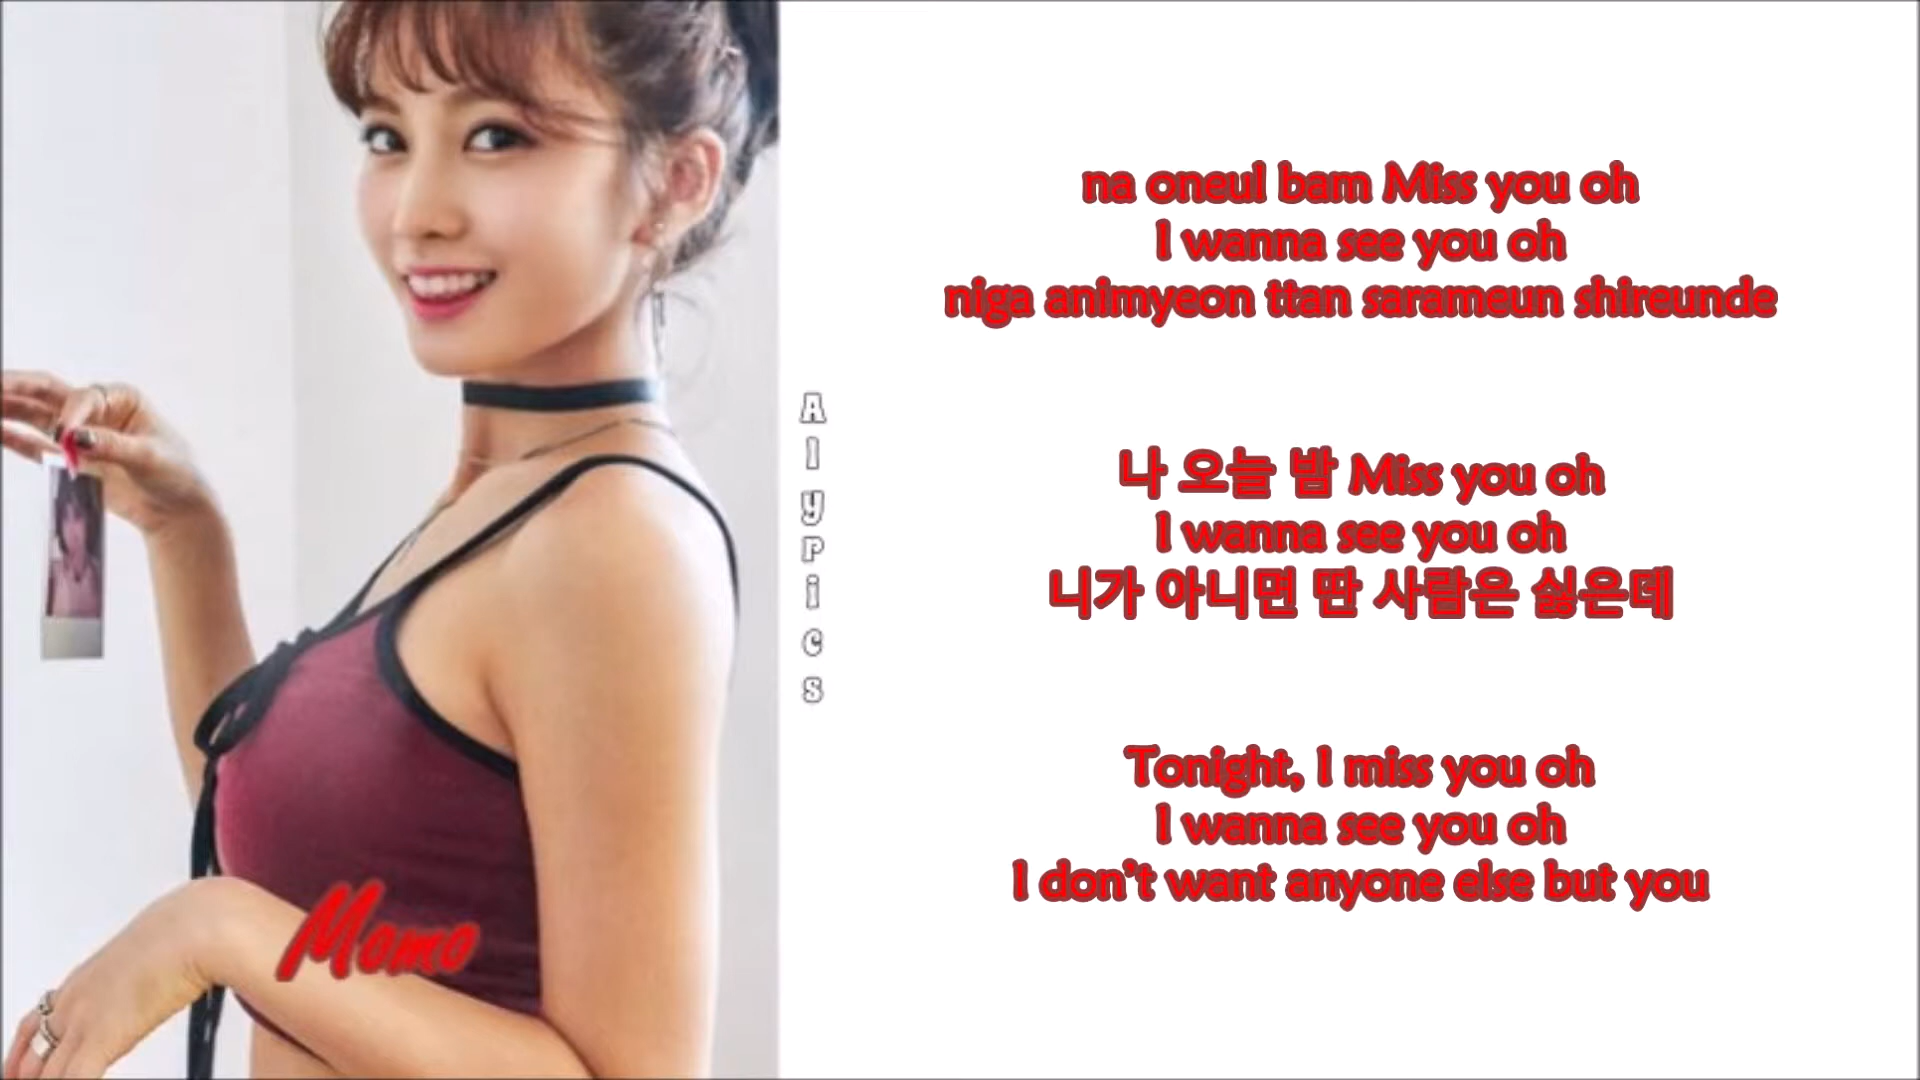 na oneul bam Miss you oh
I wanna see you oh
niga animyeon ttan sarameun shireunde
나 오늘 밤 Miss you oh
I wanna see you oh
니가 아니면 딴 사람은 싫은데
Tonight, I miss you oh
I wanna see you oh
I don't want anyone else but you
Alyрics
Momo